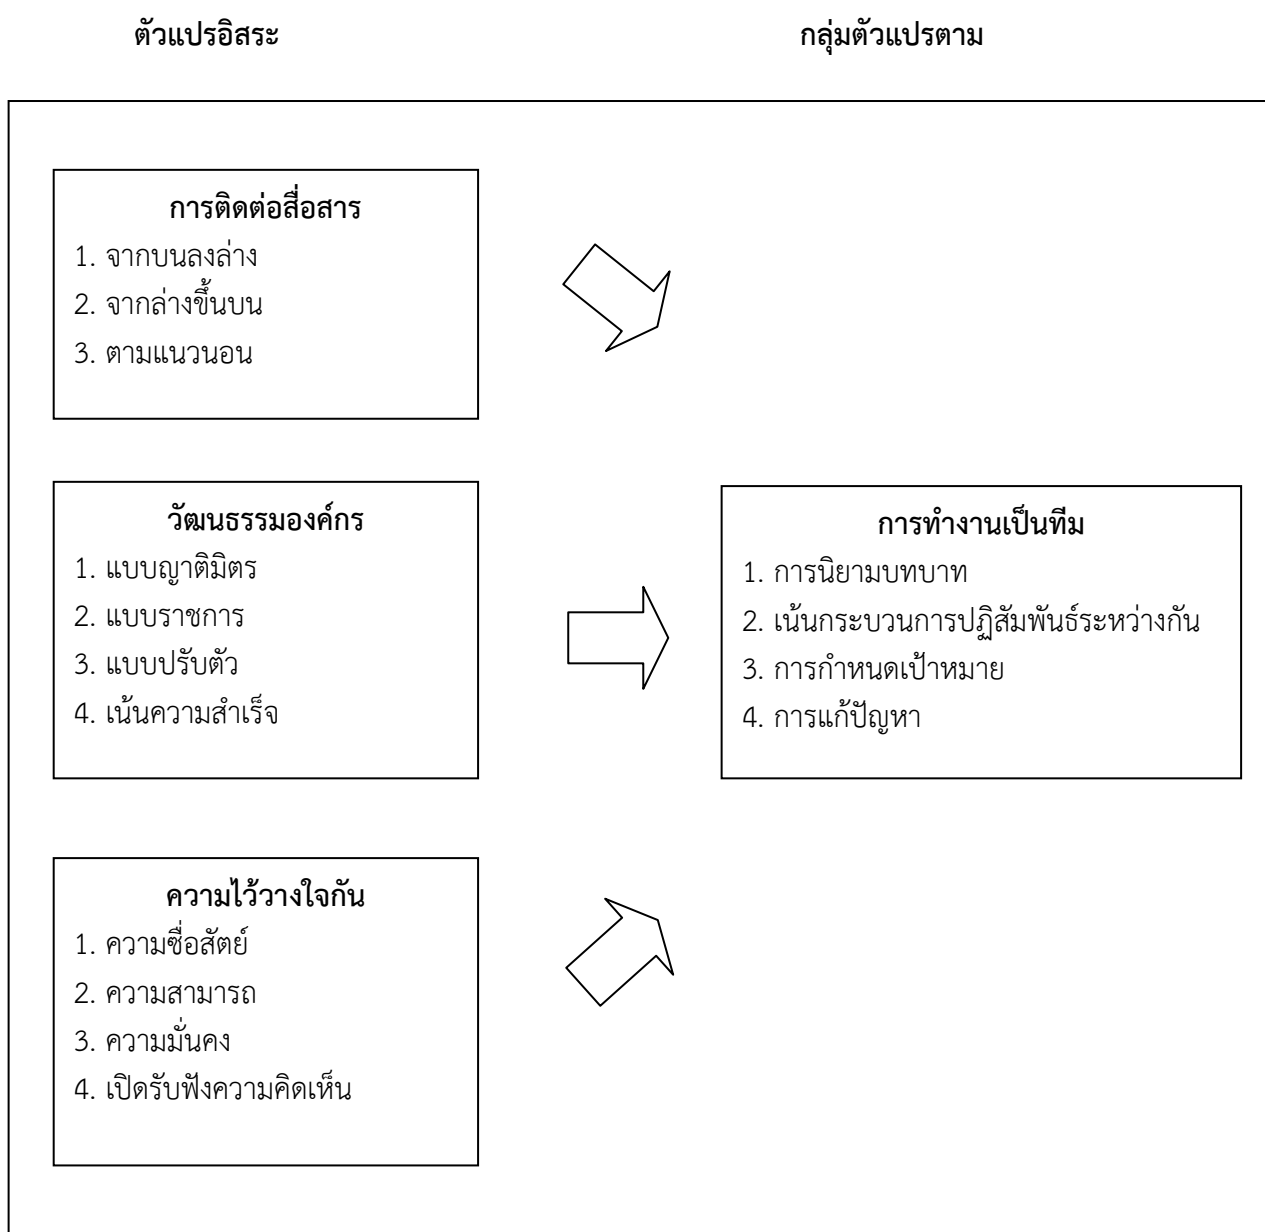 ตัวแปรอิสระ
กลุ่มตัวแปรตาม
การติดต่อสื่อสาร
1. จากบนลงล่าง
2. จากล่างขึ้นบน
3. ตามแนวนอน
วัฒนธรรมองค์กร
1. แบบญาติมิตร
2. แบบราชการ
3. แบบปรับตัว
4. เน้นความสำเร็จ
การทำงานเป็นทีม
1. การนิยามบทบาท
2. เน้นกระบวนการปฏิสัมพันธ์ระหว่างกัน
3. การกำหนดเป้าหมาย
4. การแก้ปัญหา
ความไว้วางใจกัน
1. ความซื่อสัตย์
2. ความสามารถ
3. ความมั่นคง
4. เปิดรับฟังความคิดเห็น